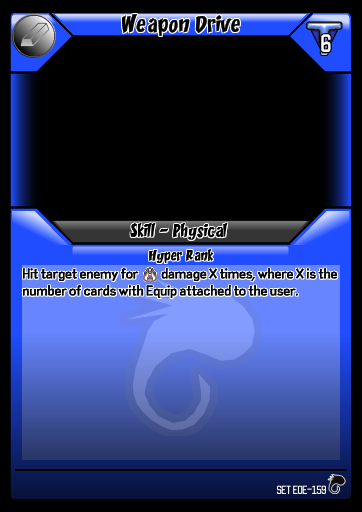 Weapon Drive
6
Skill - Physical
Hyper Rank
Hit target enemy for damage X times, where X is the
number of cards with Equip attached to the user.
SET EOE-159